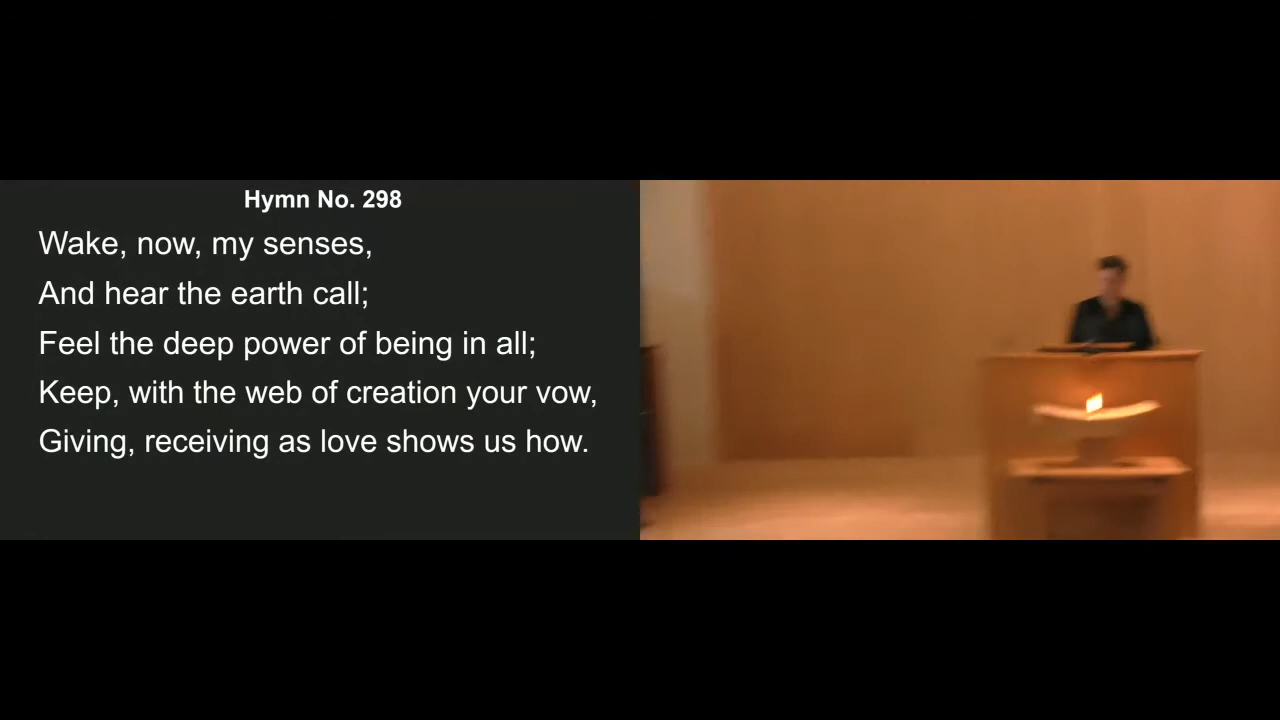 Hymn No. 298
Wake, now, my senses,
And hear the earth call;
Feel the deep power of being in all;
Keep, with the web of creation your vow,
Giving, receiving as love shows us how.